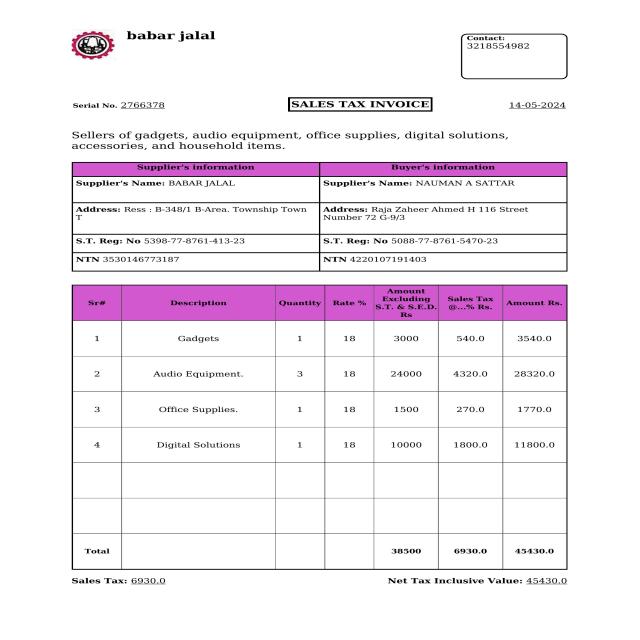 babar jalal
Contact:
3218554982
Serial No. 2766378
SALES TAX INVOICE
14-05-2024
Sellers of gadgets, audio equipment, office supplies, digital solutions,
accessories, and household items.
Supplier's information
Buyer's information
Supplier's Name: BABAR JALAL
Supplier's Name: NAUMAN A SATTAR
Address: Ress : B-348/1 B-Area. Township Town
T
Address: Raja Zaheer Ahmed H 116 Street
Number 72 G-9/3
S.T. Reg: No 5398-77-8761-413-23
S.T. Reg: No 5088-77-8761-5470-23
NTN 3530146773187
NTN 4220107191403
Sr# Description Quantity Rate % Amount Excluding S.T. & S.E.D. Rs Sales Tax @...% Rs. Amount Rs.
1 Gadgets 1 18 3000 540.0 3540.0
2 Audio Equipment. 3 18 24000 4320.0 28320.0
3 Office Supplies. 1 18 1500 270.0 1770.0
4 Digital Solutions 1 18 10000 1800.0 11800.0
Total 38500 6930.0 45430.0
Sales Tax: 6930.0
Net Tax Inclusive Value: 45430.0